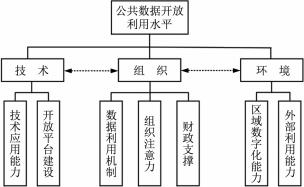 公共数据开放
利用水平
技术
组织
环境
技术应用能力
开放平台建设
数据利用机制
组织注意力
财政支撑
区域数字化能力
外部利用能力